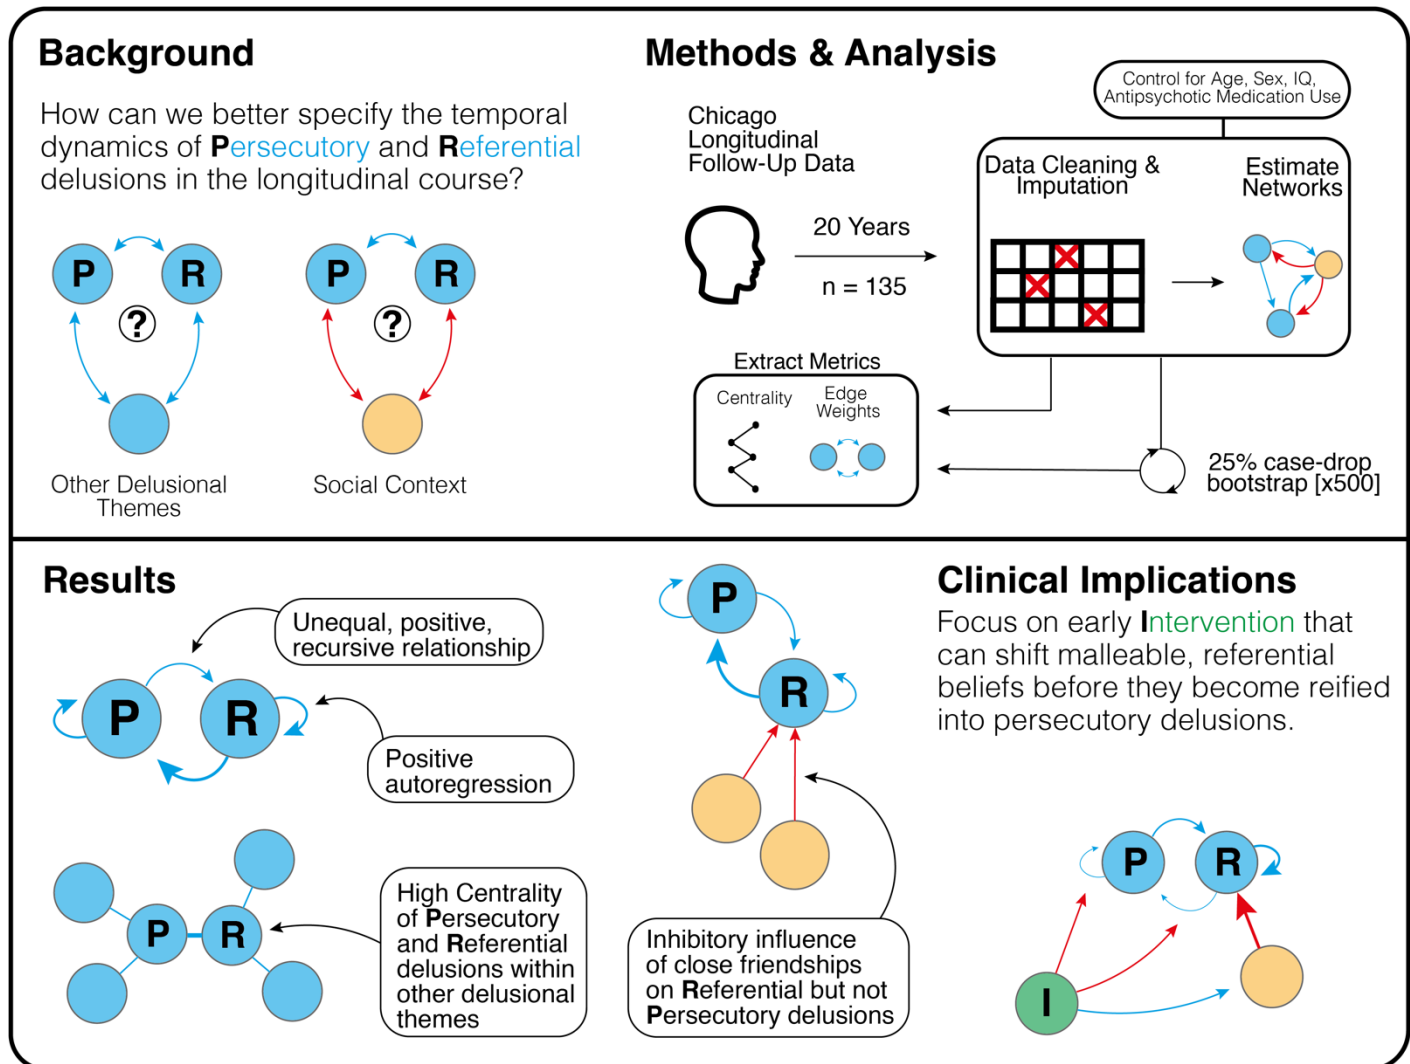 Background
How can we better specify the temporal
dynamics of Persecutory and Referential
delusions in the longitudinal course?
P
R
?
Other Delusional
Themes
P
R
?
Social Context
Methods & Analysis
Chicago
Longitudinal
Follow-Up Data
20 Years
n = 135
Control for Age, Sex, IQ,
Antipsychotic Medication Use
Data Cleaning &
Imputation
Estimate
Networks
Extract Metrics
Centrality
Edge
Weights
25% case-drop
bootstrap [x500]
Results
Unequal, positive,
recursive relationship
P
R
Positive
autoregression
P
R
High Centrality
of Persecutory
and Referential
delusions within
other delusional
themes
P
R
Inhibitory influence
of close friendships
on Referential but not
Persecutory delusions
Clinical Implications
Focus on early Intervention that
can shift malleable, referential
beliefs before they become reified
into persecutory delusions.
P
R
I